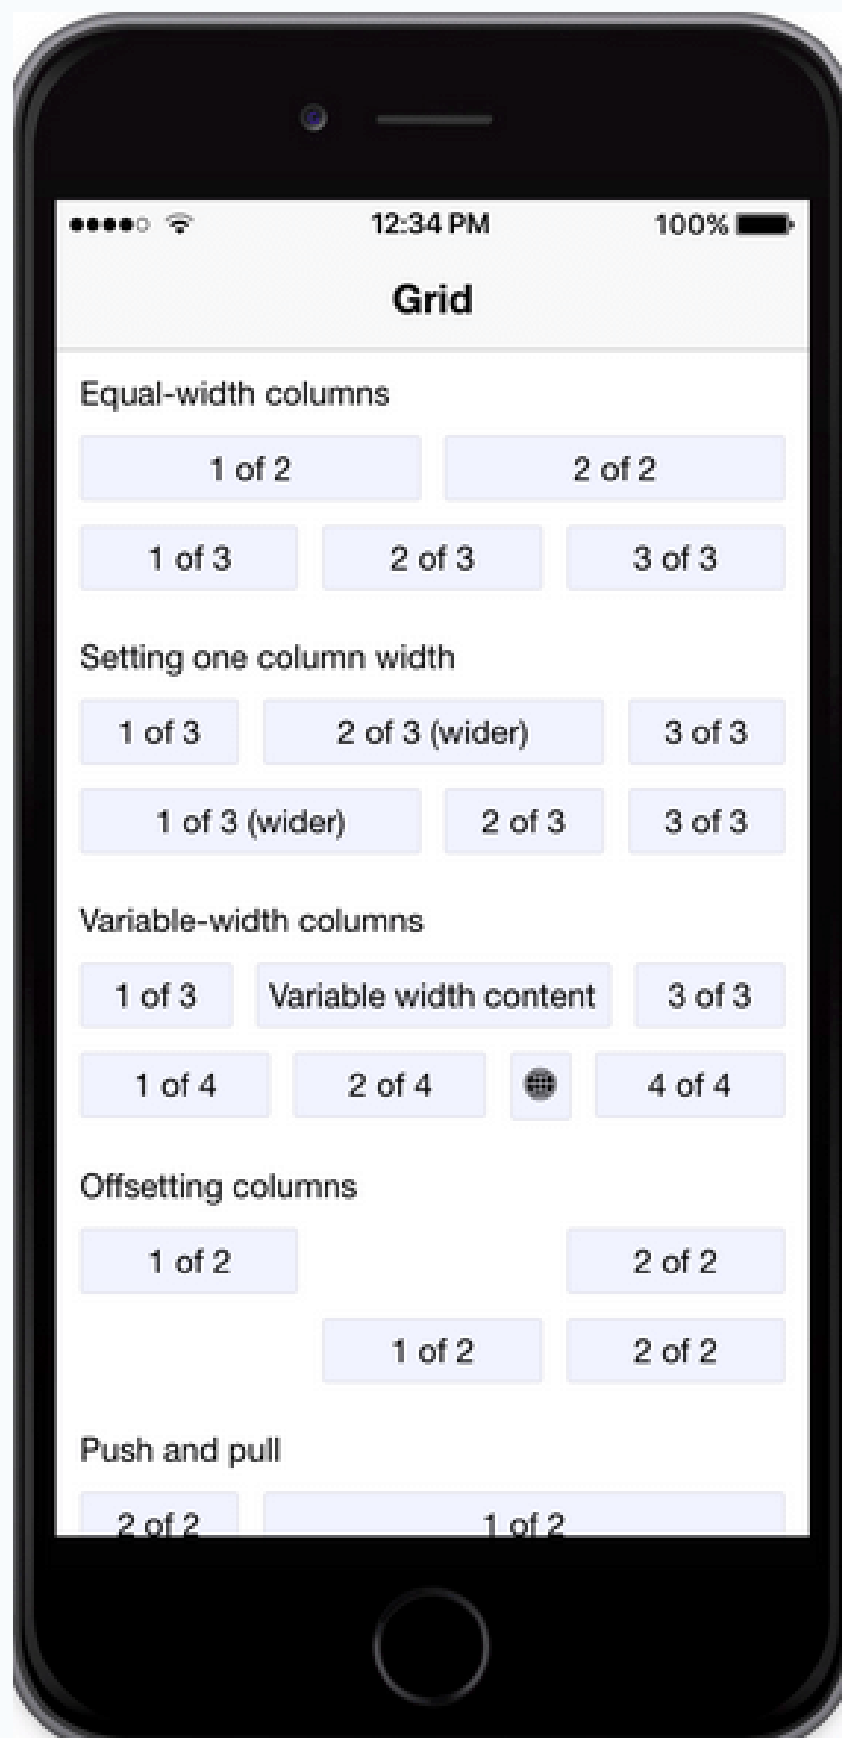 12:34 PM 100%
Grid
Equal-width columns
1 of 2 2 of 2
1 of 3 2 of 3 3 of 3
Setting one column width
1 of 3 2 of 3 (wider) 3 of 3
1 of 3 (wider) 2 of 3 3 of 3
Variable-width columns
1 of 3 Variable width content 3 of 3
1 of 4 2 of 4 4 of 4
Offsetting columns
1 of 2 2 of 2
1 of 2 2 of 2
Push and pull
2 of 2 1 of 2